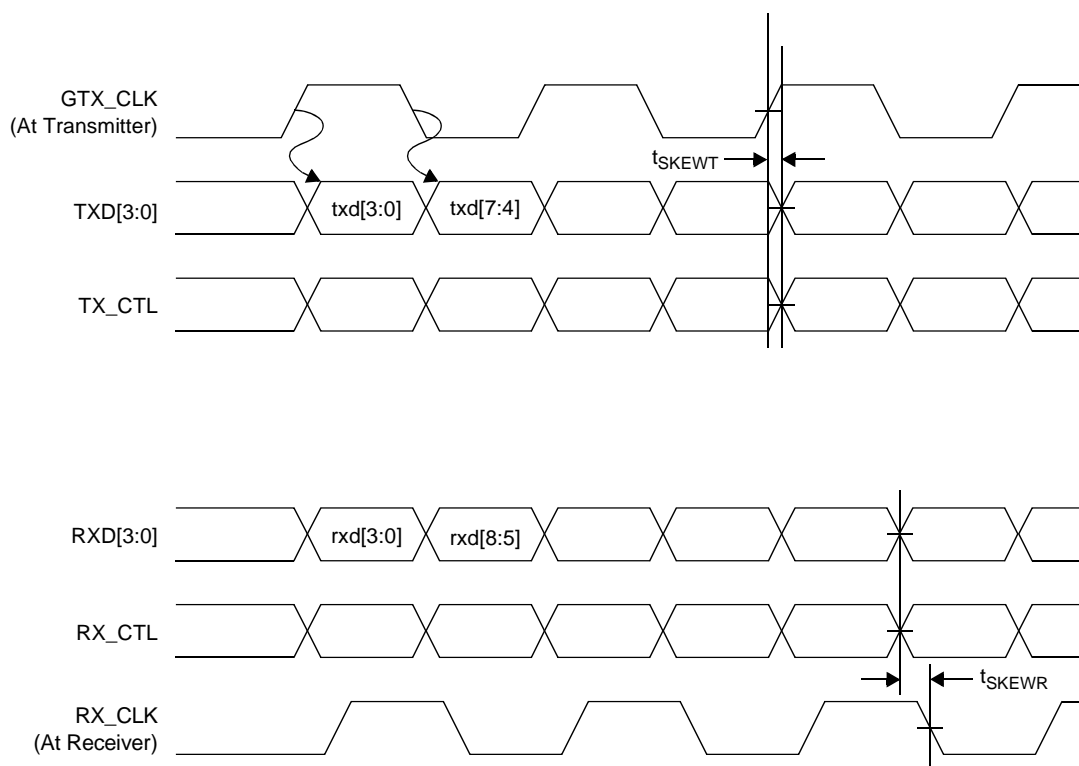 GTX_CLK
(At Transmitter)
tSKEWT
TXD[3:0]
txd[3:0]
txd[7:4]
TX_CTL
RXD[3:0]
rxd[3:0]
rxd[8:5]
RX_CTL
tSKEWR
RX_CLK
(At Receiver)